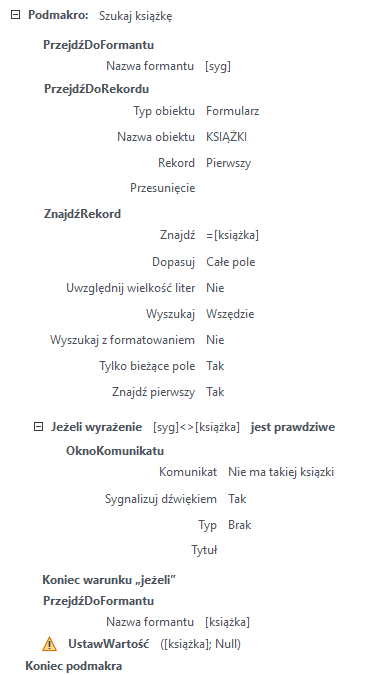 Podmakro: Szukaj książkę
PrzejdźDoFormantu
Nazwa formantu [syg]
PrzejdźDoRekordu
Typ obiektu Formularz
Nazwa obiektu KSIĄŻKI
Rekord Pierwszy
Przesunięcie
ZnajdźRekord
Znajdź =[książka]
Dopasuj Całe pole
Uwzględnij wielkość liter Nie
Wyszukaj Wszędzie
Wyszukaj z formatowaniem Nie
Tylko bieżące pole Tak
Znajdź pierwszy Tak
Jeżeli wyrażenie [syg]<>[książka] jest prawdziwe
OknoKomunikatu
Komunikat Nie ma takiej ksiązki
Sygnalizuj dźwiękiem Tak
Typ Brak
Tytuł
Koniec warunku „jeżeli”
PrzejdźDoFormantu
Nazwa formantu [książka]
UstawWartość ([książka]; Null)
Koniec podmakra